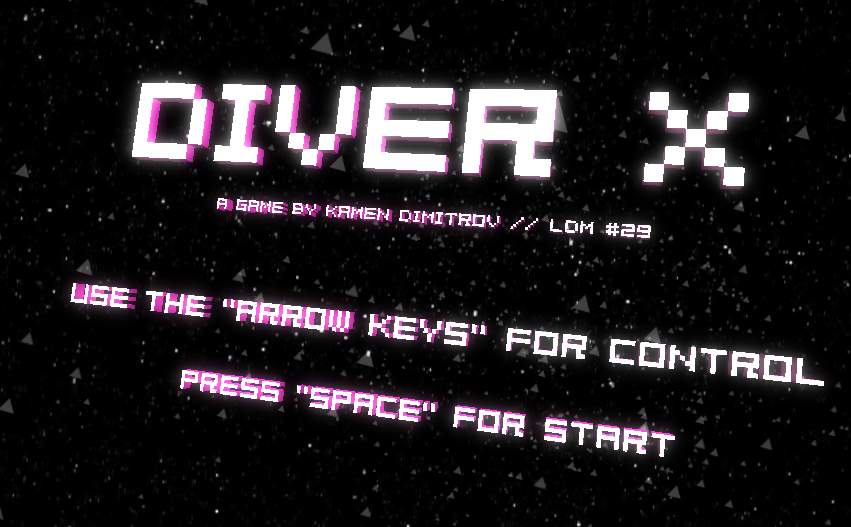 DIVER X
A GAME BY KAMEN DIMITROV // LDM #29
USE THE "ARROW KEYS" FOR CONTROL
PRESS "SPACE" FOR START